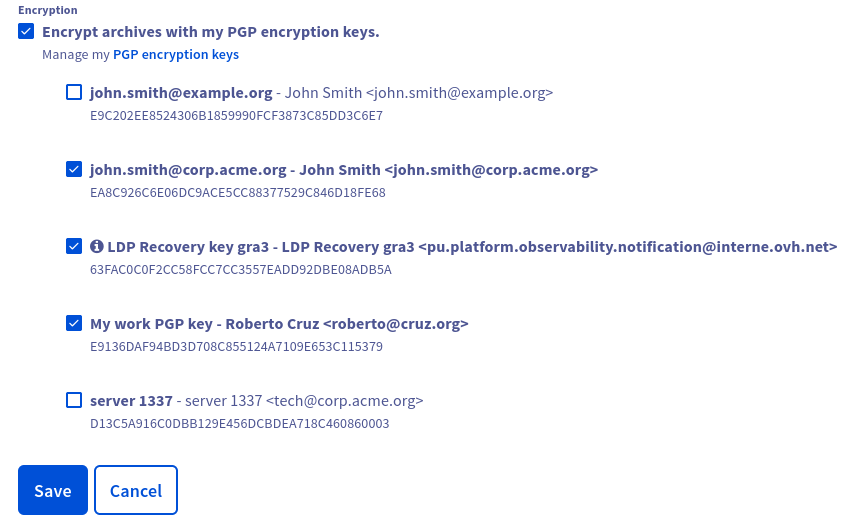 Encryption
Encrypt archives with my PGP encryption keys.
Manage my PGP encryption keys
john.smith@example.org - John Smith <john.smith@example.org>
E9C202EE8524306B1859990FCF3873C85DD3C6E7
john.smith@corp.acme.org - John Smith <john.smith@corp.acme.org>
EA8C926C6E06DC9ACE5CC88377529C846D18FE68
LDP Recovery key gra3 - LDP Recovery gra3 <pu.platform.observability.notification@interne.ovh.net>
63FAC0C0F2CC58FCC7CC3557EADD92DBE08ADB5A
My work PGP key - Roberto Cruz <roberto@cruz.org>
E9136DAF94BD3D708C855124A7109E653C115379
server 1337 - server 1337 <tech@corp.acme.org>
D13C5A916C0DBB129E456DCBDEA718C460860003
Save Cancel